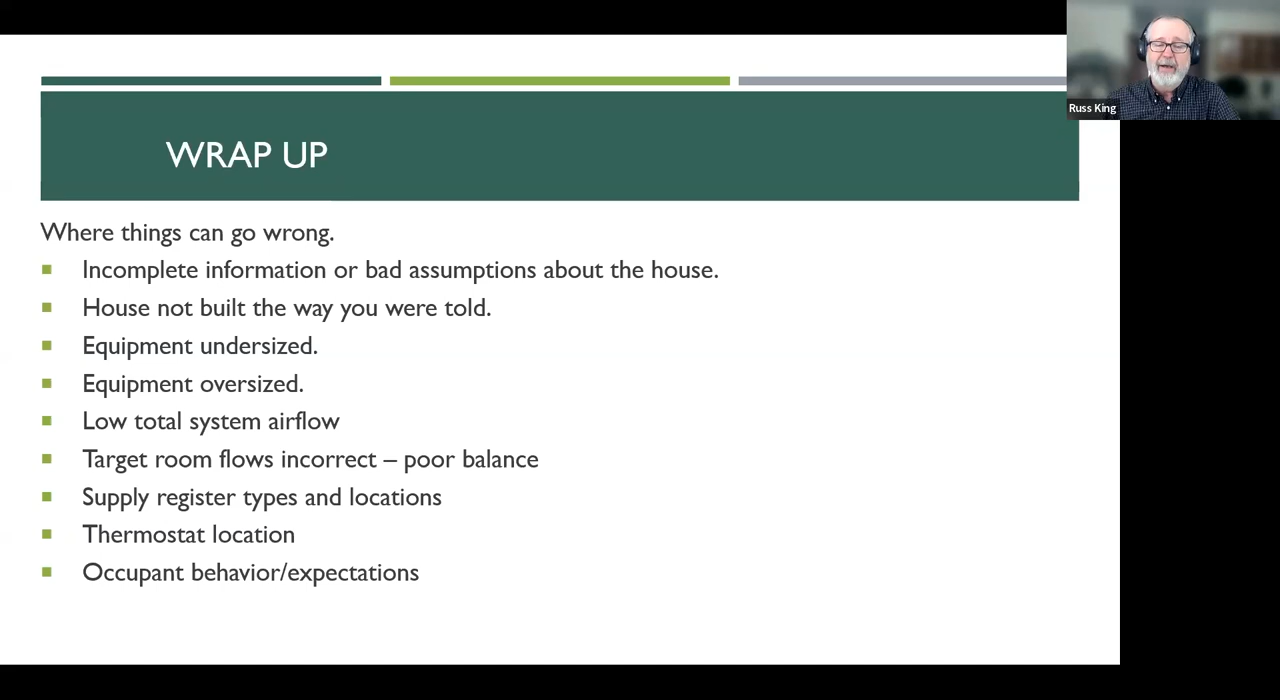 Russ King
WRAP UP
Where things can go wrong.
Incomplete information or bad assumptions about the house.
House not built the way you were told.
Equipment undersized.
Equipment oversized.
Low total system airflow
Target room flows incorrect – poor balance
Supply register types and locations
Thermostat location
Occupant behavior/expectations